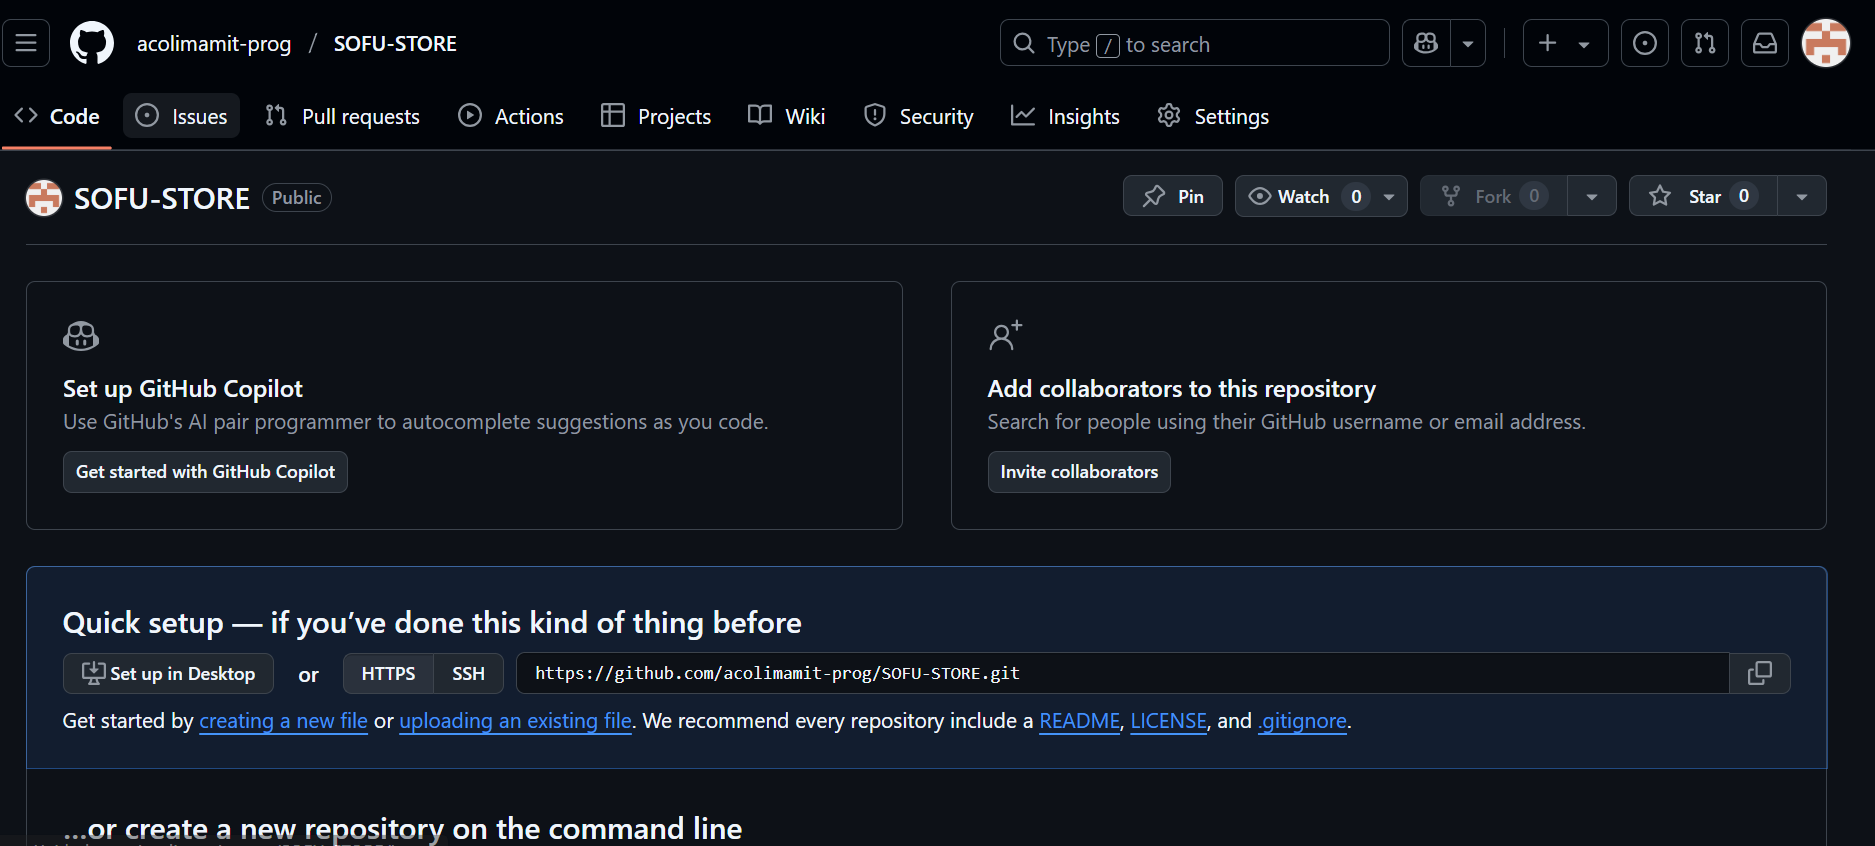 acolimamit-prog / SOFU-STORE
Type / to search
Code Issues Pull requests Actions Projects Wiki Security Insights Settings
SOFU-STORE Public
Pin Watch 0 Fork 0 Star 0
Set up GitHub Copilot
Use GitHub's AI pair programmer to autocomplete suggestions as you code.
Get started with GitHub Copilot
Add collaborators to this repository
Search for people using their GitHub username or email address.
Invite collaborators
Quick setup — if you’ve done this kind of thing before
Set up in Desktop or HTTPS SSH https://github.com/acolimamit-prog/SOFU-STORE.git
Get started by creating a new file or uploading an existing file. We recommend every repository include a README, LICENSE, and .gitignore.
...or create a new repository on the command line